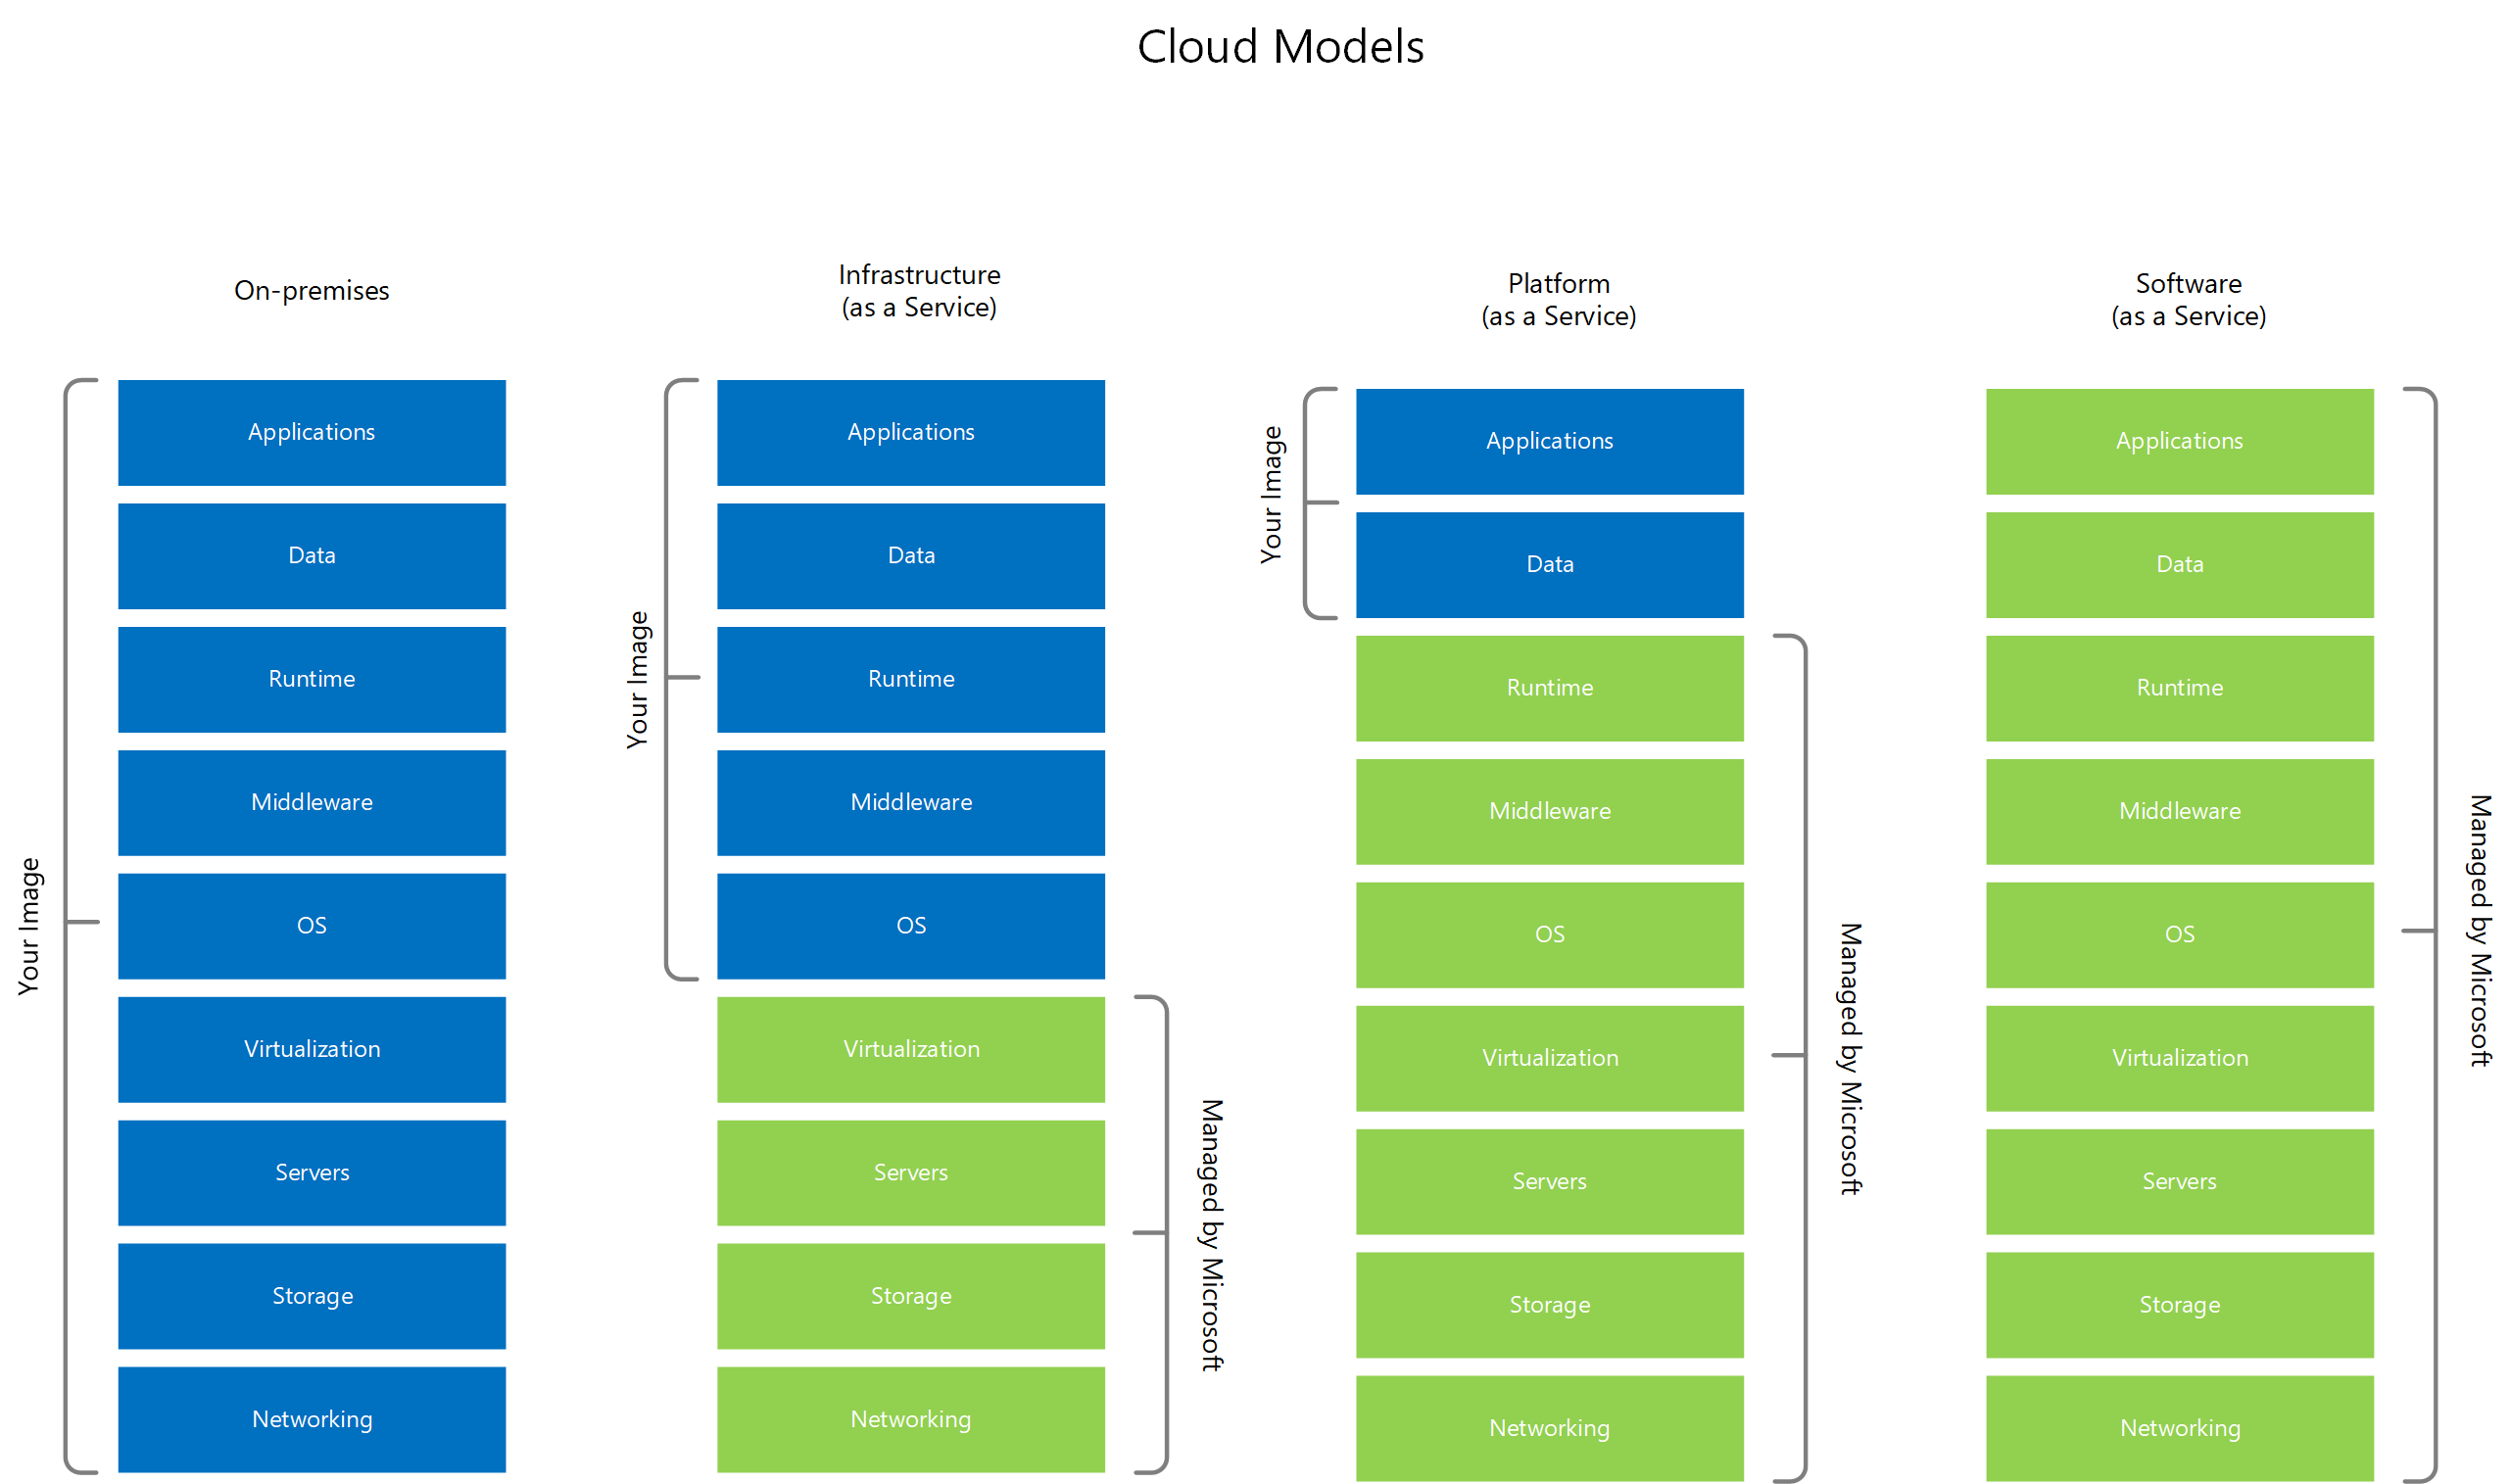 Cloud Models
On-premises
Your Image
Applications
Data
Runtime
Middleware
OS
Virtualization
Servers
Storage
Networking
Infrastructure
(as a Service)
Your Image
Applications
Data
Runtime
Middleware
OS
Virtualization
Servers
Storage
Networking
Managed by Microsoft
Platform
(as a Service)
Your Image
Applications
Data
Runtime
Middleware
OS
Virtualization
Servers
Storage
Networking
Managed by Microsoft
Software
(as a Service)
Applications
Data
Runtime
Middleware
OS
Virtualization
Servers
Storage
Networking
Managed by Microsoft